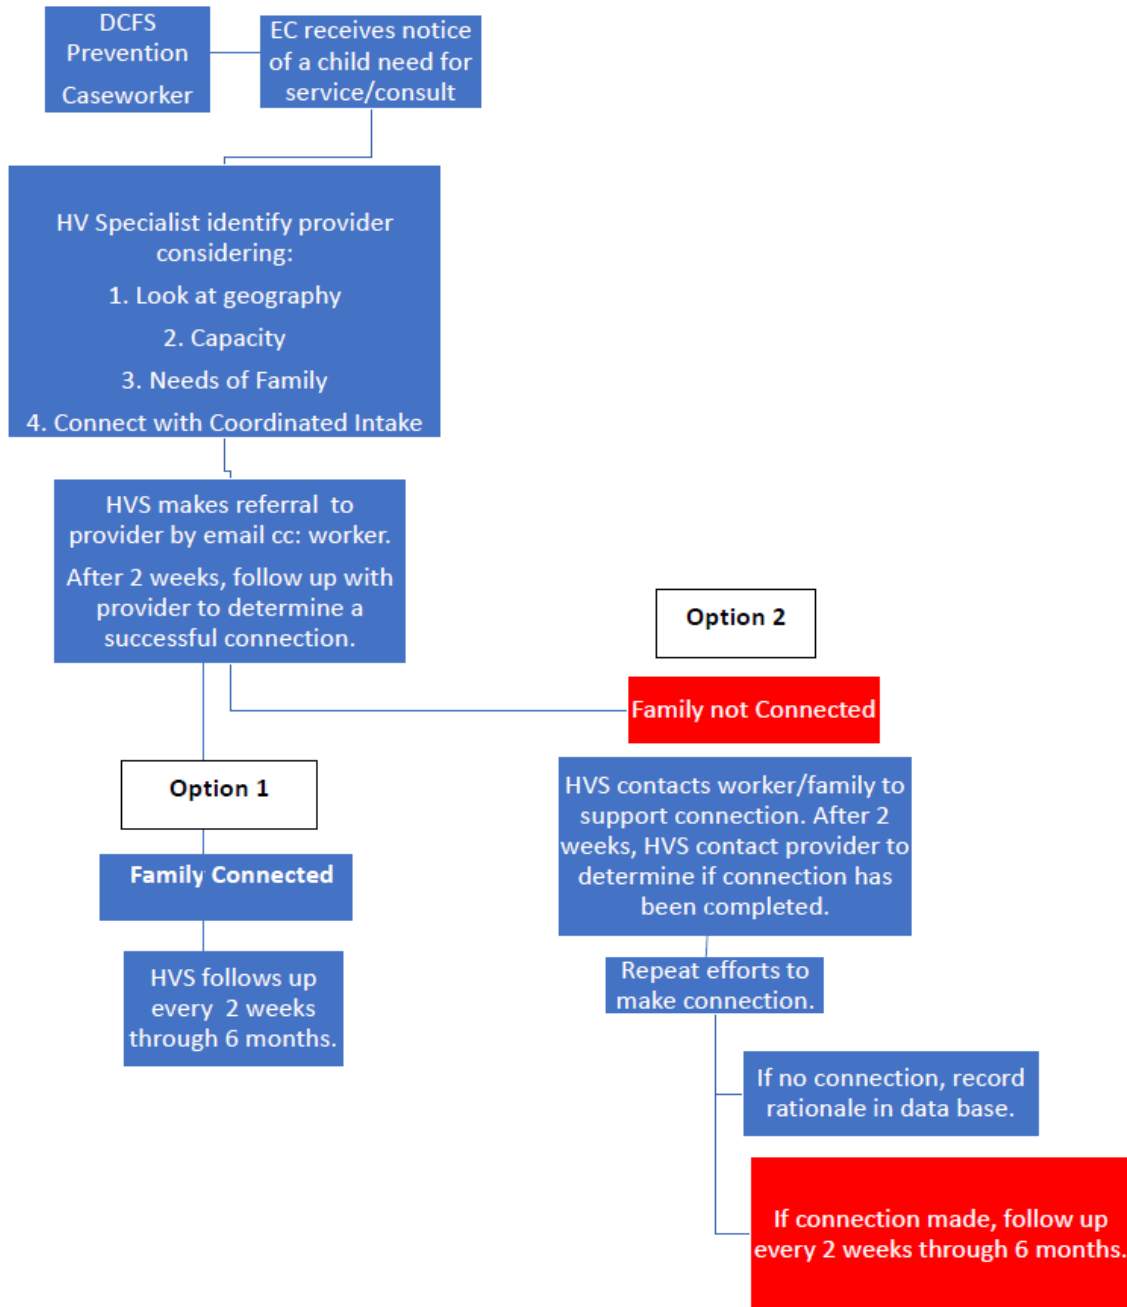 DCFS
Prevention
Caseworker
EC receives notice
of a child need for
service/consult
HV Specialist identify provider
considering:
1. Look at geography
2. Capacity
3. Needs of Family
4. Connect with Coordinated Intake
HVS makes referral to
provider by email cc: worker.
After 2 weeks, follow up with
provider to determine a
successful connection.
Option 1
Family Connected
HVS follows up
every 2 weeks
through 6 months.
Option 2
Family not Connected
HVS contacts worker/family to
support connection. After 2
weeks, HVS contact provider to
determine if connection has
been completed.
Repeat efforts to
make connection.
If no connection, record
rationale in data base.
If connection made, follow up
every 2 weeks through 6 months.